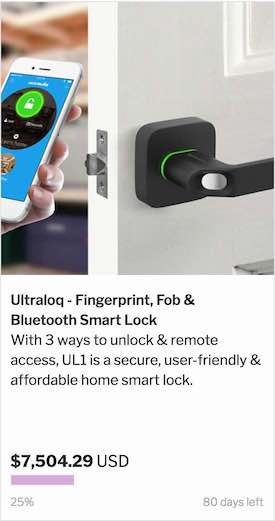 Ultraloq - Fingerprint, Fob &
Bluetooth Smart Lock
With 3 ways to unlock & remote
access, UL1 is a secure, user-friendly &
affordable home smart lock.
$7,504.29 USD
25% 80 days left